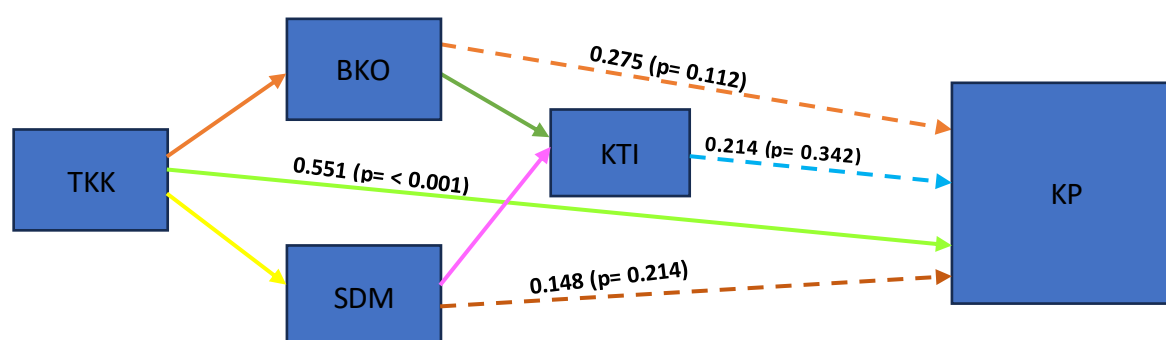 BKO
0.275 (p= 0.112)
KTI
0.214 (p= 0.342)
TKK
0.551 (p= < 0.001)
KP
SDM
0.148 (p= 0.214)